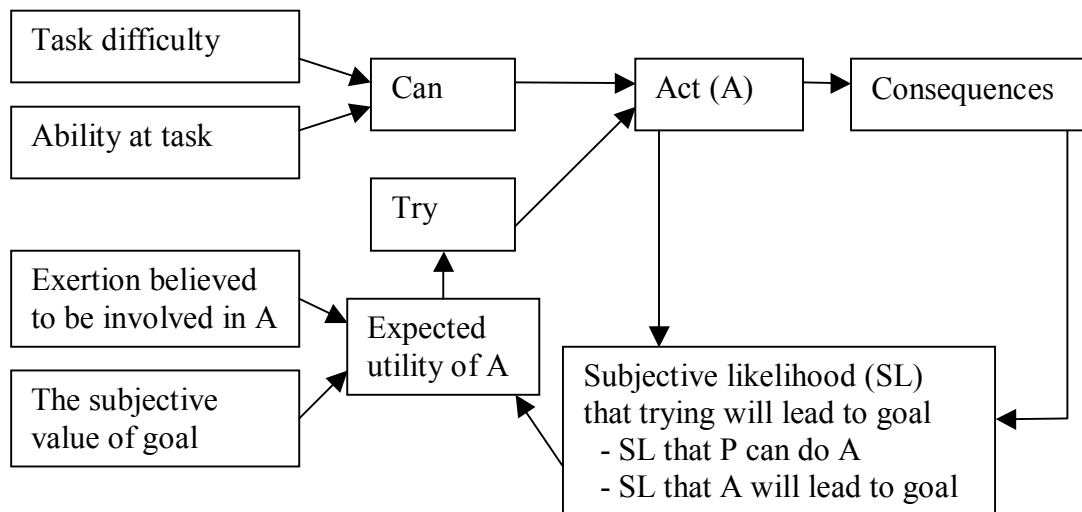 Task difficulty
Can
Act (A)
Consequences
Ability at task
Try
Exertion believed
to be involved in A
Expected
utility of A
The subjective
value of goal
Subjective likelihood (SL)
that trying will lead to goal
- SL that P can do A
- SL that A will lead to goal